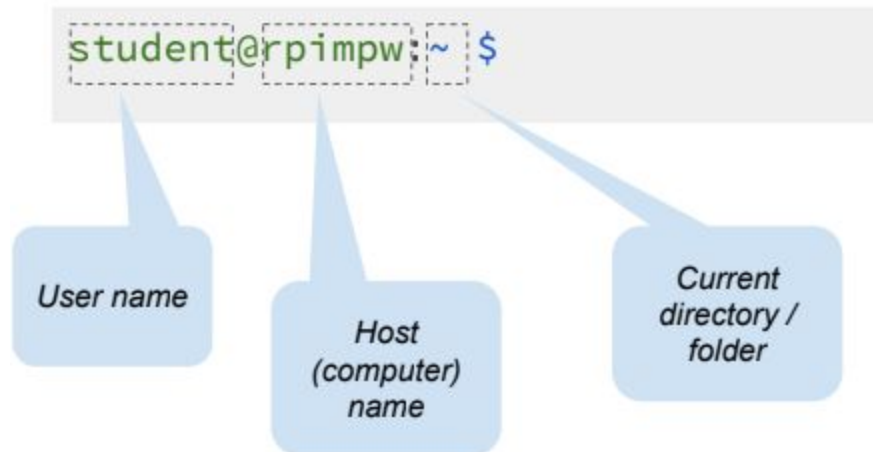 student@rpimpw:~ $
User name
Host
(computer)
name
Current
directory /
folder